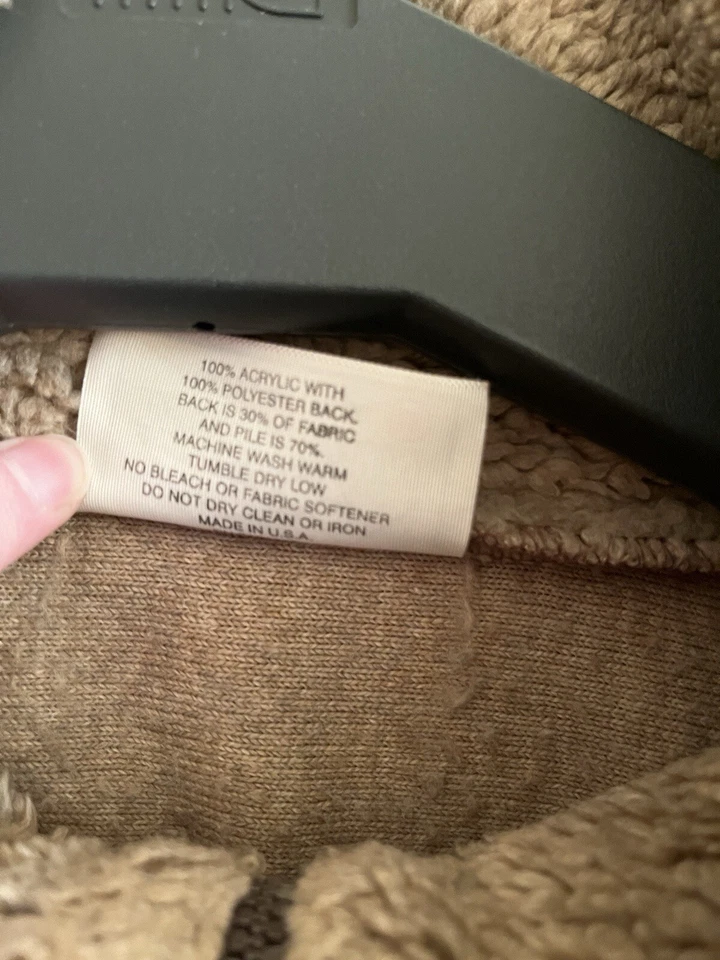 100% ACRYLIC WITH
100% POLYESTER BACK.
BACK IS 30% OF FABRIC
AND PILE IS 70%.
MACHINE WASH WARM
TUMBLE DRY LOW
NO BLEACH OR FABRIC SOFTENER
DO NOT DRY CLEAN OR IRON
MADE IN U.S.A.